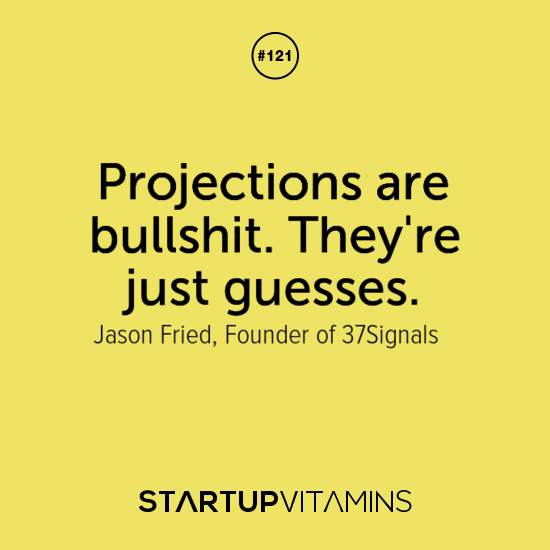 #121
Projections are
bullshit. They're
just guesses.
Jason Fried, Founder of 37Signals
STARTUPVITAMINS